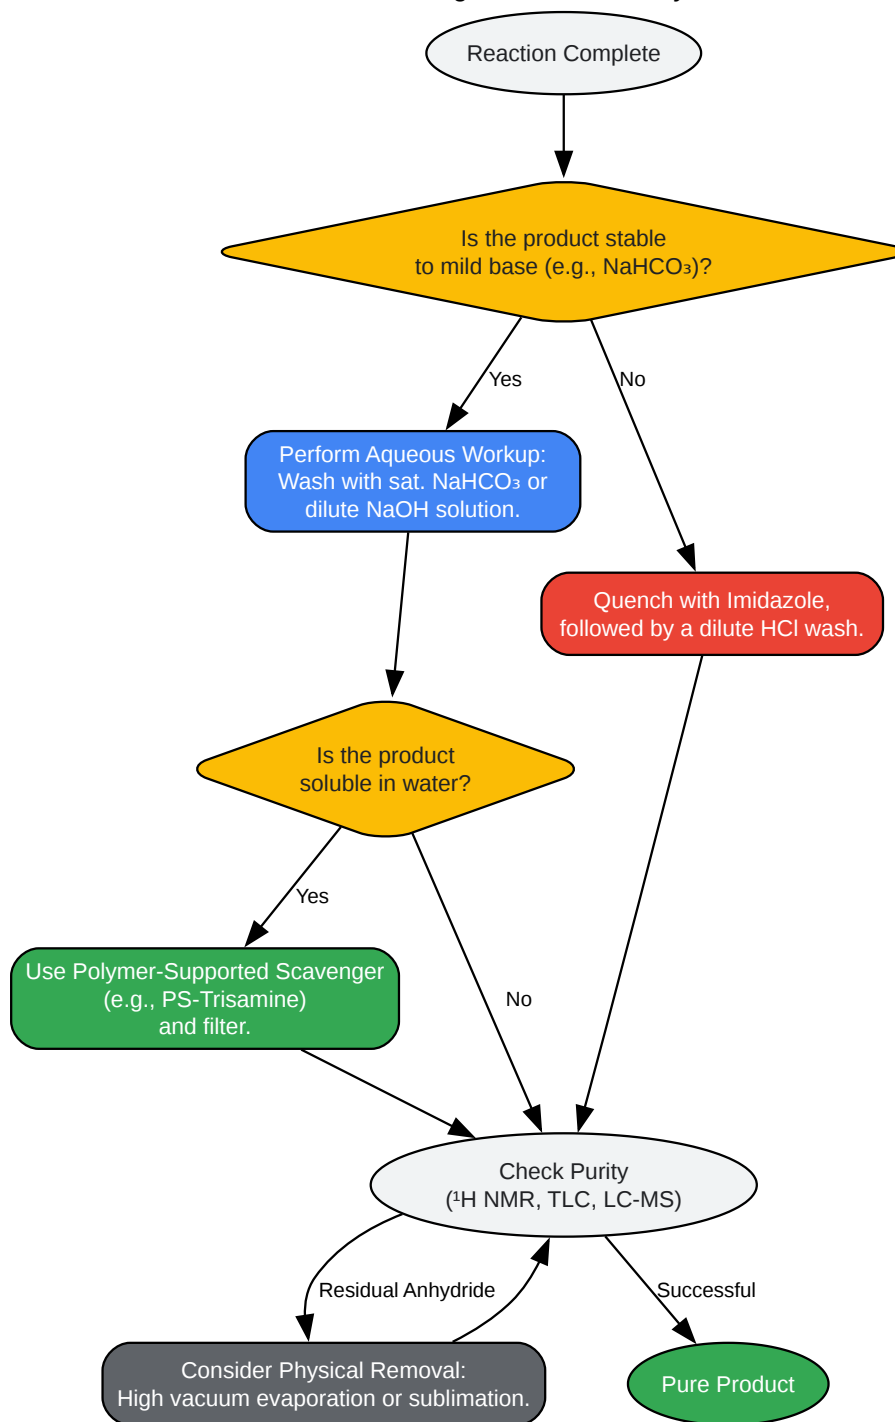 Reaction Complete
Is the product stable
to mild base (e.g., NaHCO₃)?
Yes
No
Perform Aqueous Workup:
Wash with sat. NaHCO₃ or
dilute NaOH solution.
Quench with Imidazole,
followed by a dilute HCl wash.
Is the product
soluble in water?
Yes
No
Use Polymer-Supported Scavenger
(e.g., PS-Trisamine)
and filter.
Check Purity
(¹H NMR, TLC, LC-MS)
Residual Anhydride
Successful
Consider Physical Removal:
High vacuum evaporation or sublimation.
Pure Product